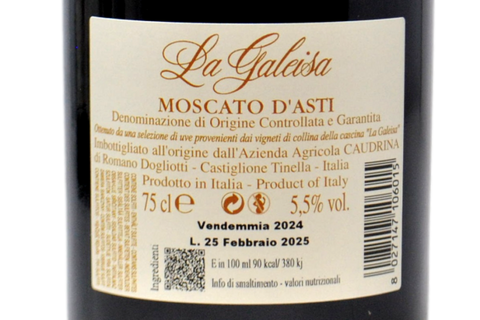 La Galeisa
MOSCATO D'ASTI
Denominazione di Origine Controllata e Garantita
Ottenuto da una selezione di uve provenienti dai vigneti di collina della cascina "La Galeisa"
Imbottigliato all'origine dall'Azienda Agricola CAUDRINA
di Romano Dogliotti - Castiglione Tinella - Italia
Prodotto in Italia - Product of Italy
75 cl ℮ 5,5% vol.
Vendemmia 2024
L. 25 Febbraio 2025
Ingredienti
E in 100 ml 90 kcal/ 380 kj
Info di smaltimento - valori nutrizionali
8 027147 106015